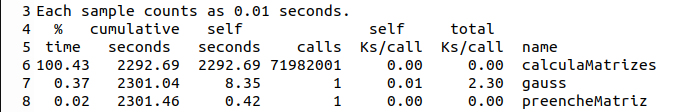 3 Each sample counts as 0.01 seconds.
4   %   cumulative   self              self     total
5  time   seconds   seconds    calls  Ks/call  Ks/call  name
6 100.43   2292.69  2292.69 71982001     0.00     0.00  calculaMatrizes
7   0.37   2301.04     8.35        1     0.01     2.30  gauss
8   0.02   2301.46     0.42        1     0.00     0.00  preencheMatriz